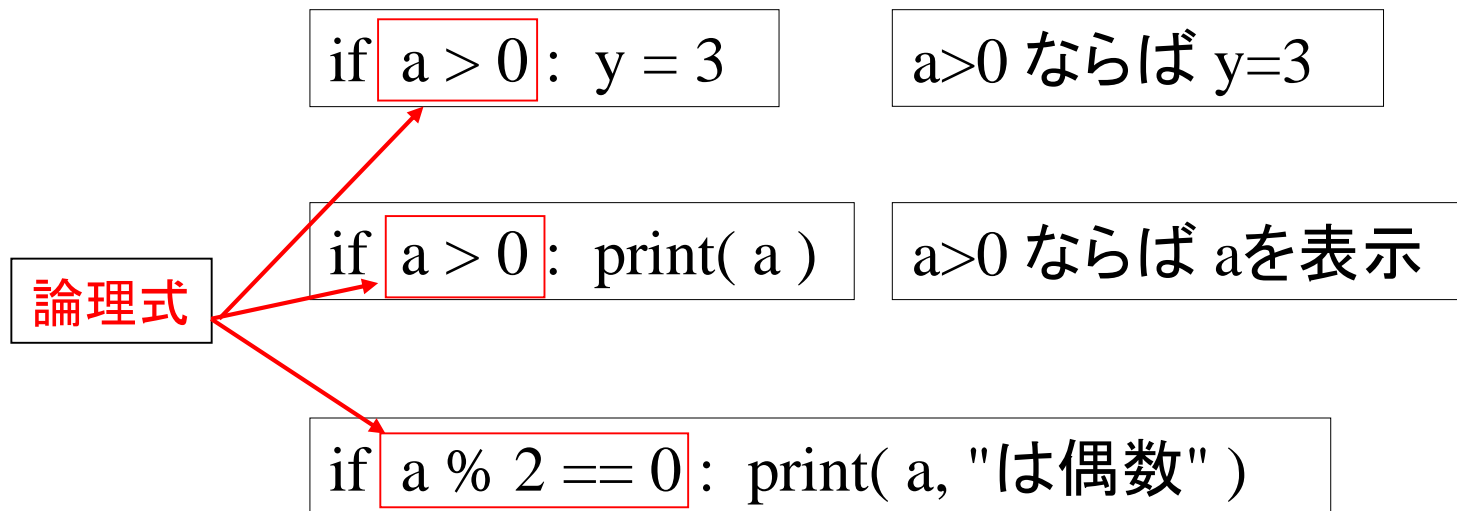 if a > 0 : y = 3
a>0 ならば y=3
if a > 0 : print( a )
a>0 ならば aを表示
論理式
if a % 2 == 0 : print( a, "は偶数" )